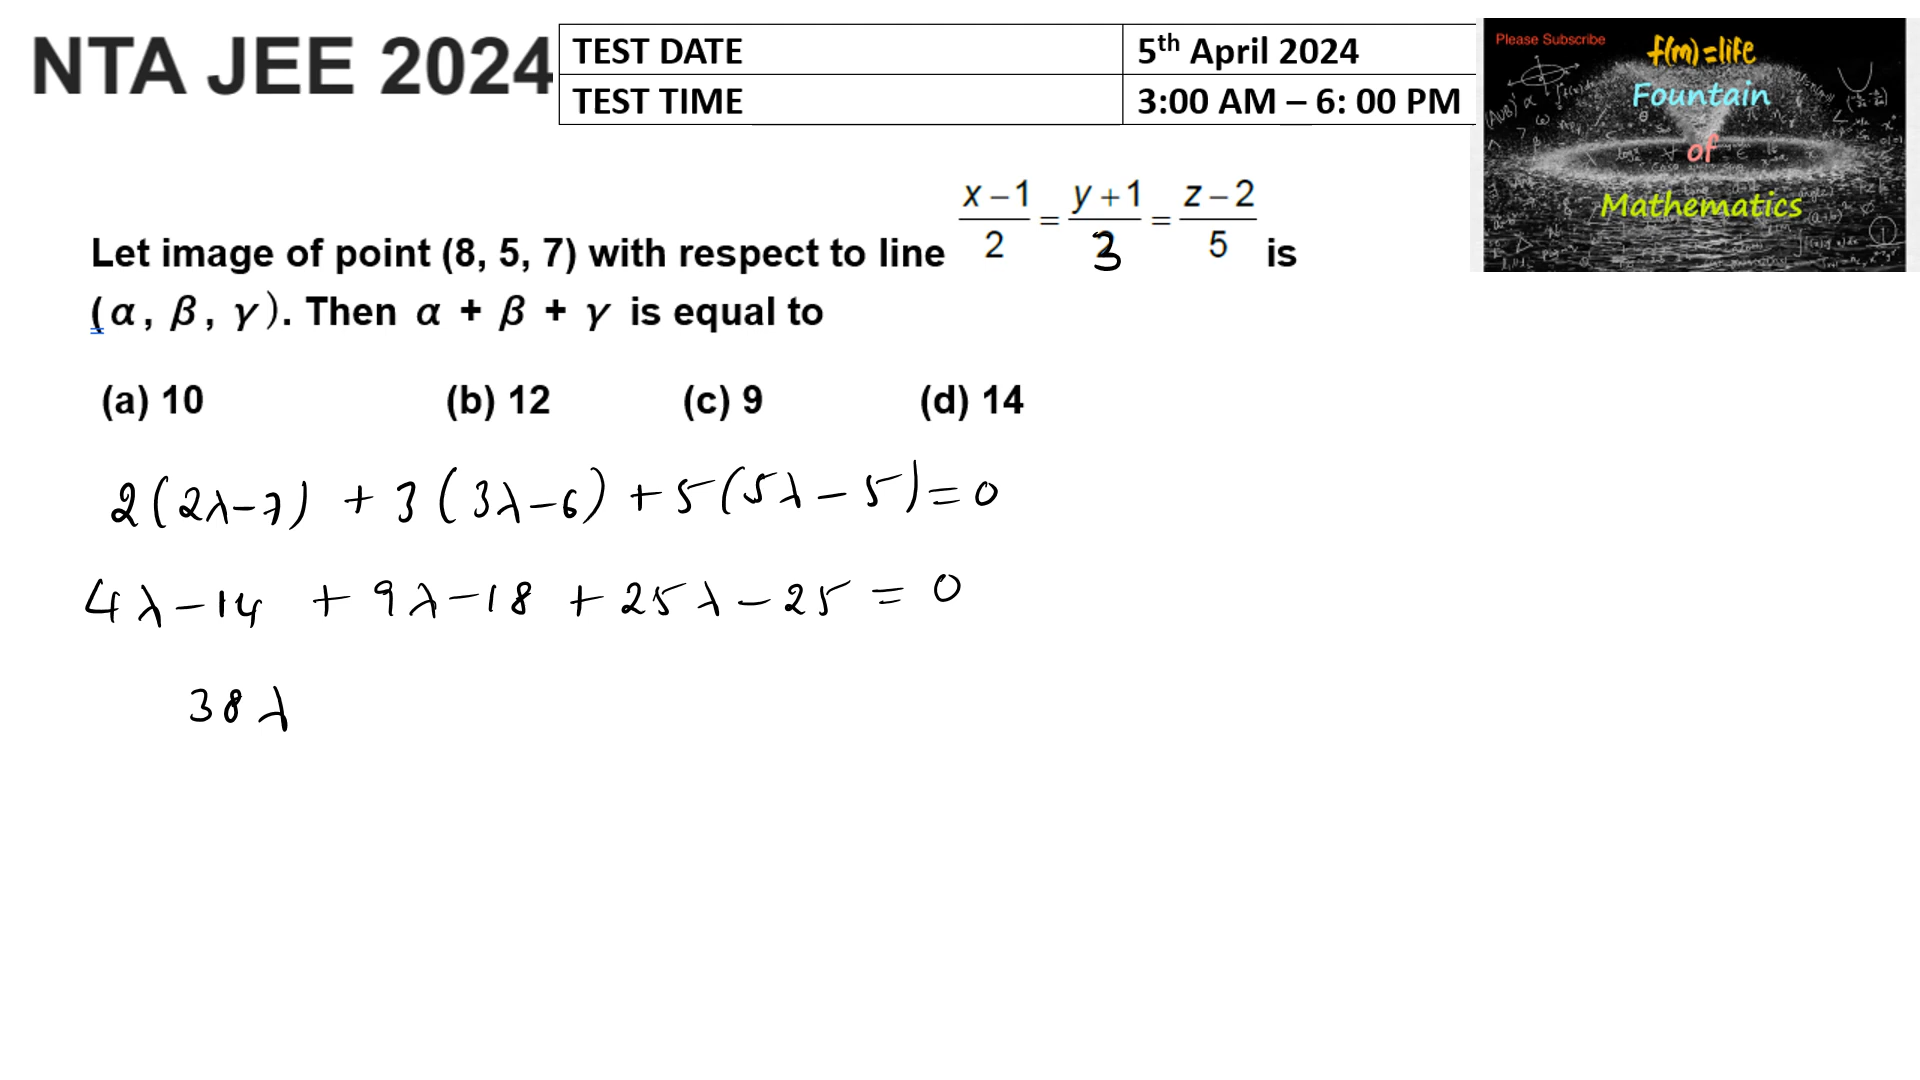 NTA JEE 2024
TEST DATE 5th April 2024
TEST TIME 3:00 AM – 6: 00 PM
Please Subscribe
f(m)=life
Fountain
of
Mathematics
Let image of point (8, 5, 7) with respect to line (x – 1)/2 = (y + 1)/3 = (z – 2)/5 is
(α, β, γ). Then α + β + γ is equal to
(a) 10 (b) 12 (c) 9 (d) 14
2(2λ-7) + 3(3λ-6) + 5(5λ-5) = 0
4λ-14 + 9λ-18 + 25λ-25 = 0
38λ